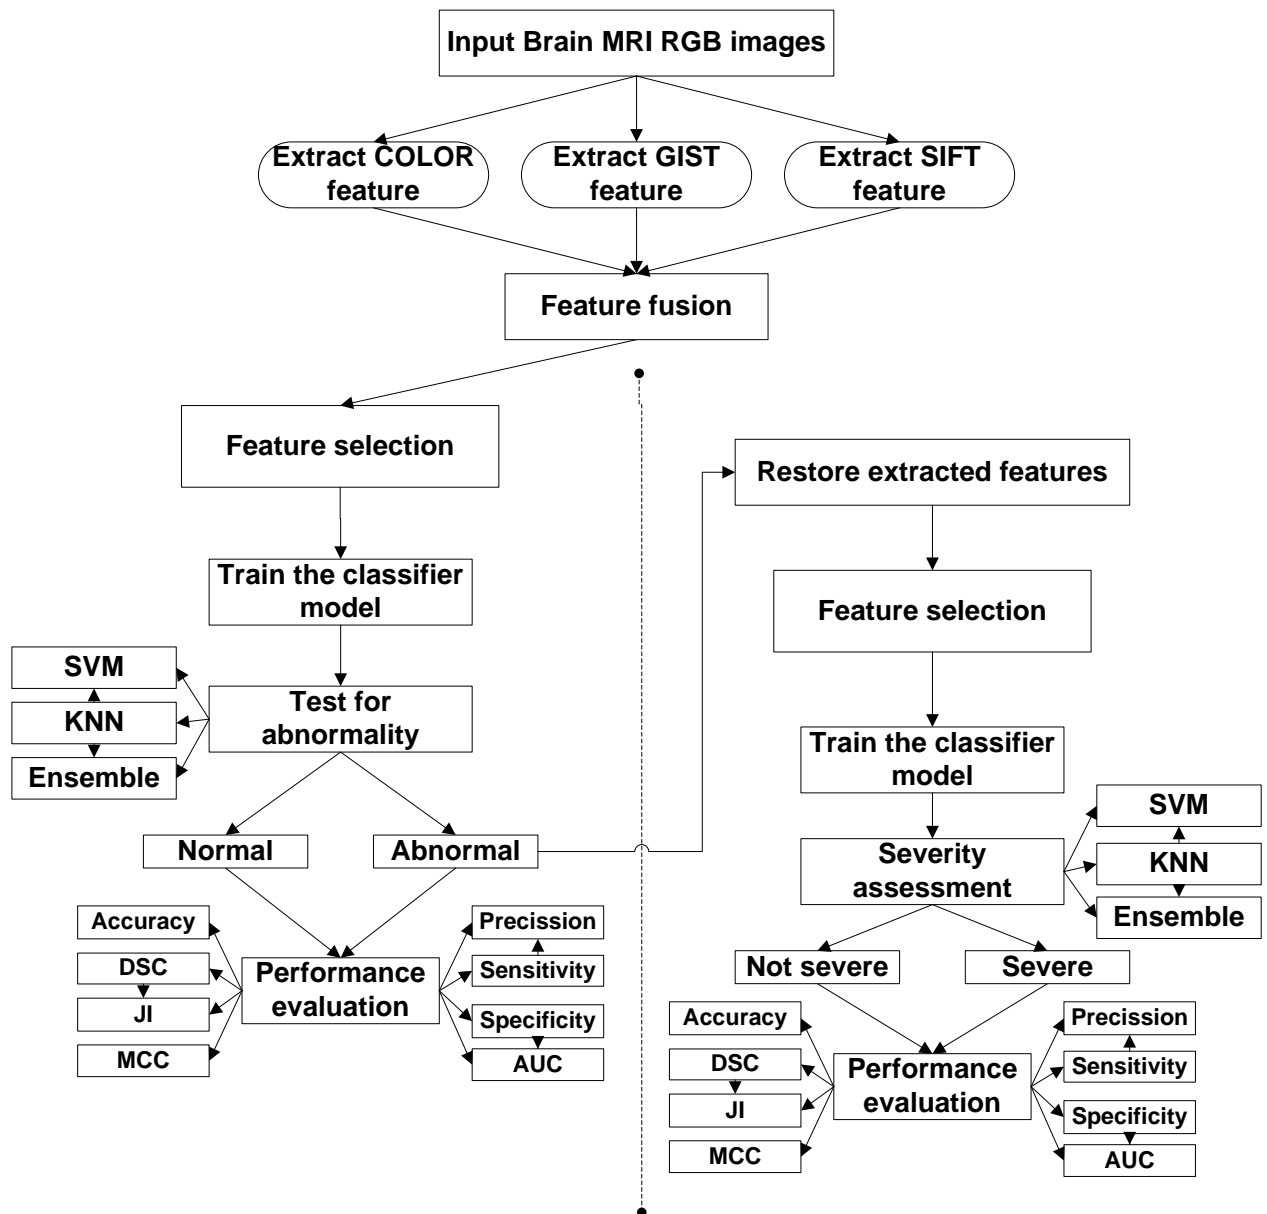 Input Brain MRI RGB images
Extract COLOR
feature
Extract GIST
feature
Extract SIFT
feature
Feature fusion
Feature selection
Train the classifier
model
SVM
KNN
Ensemble
Test for
abnormality
Normal
Abnormal
Accuracy
DSC
JI
MCC
Performance
evaluation
Precission
Sensitivity
Specificity
AUC
Restore extracted features
Feature selection
Train the classifier
model
Severity
assessment
SVM
KNN
Ensemble
Not severe
Severe
Accuracy
DSC
JI
MCC
Performance
evaluation
Precission
Sensitivity
Specificity
AUC